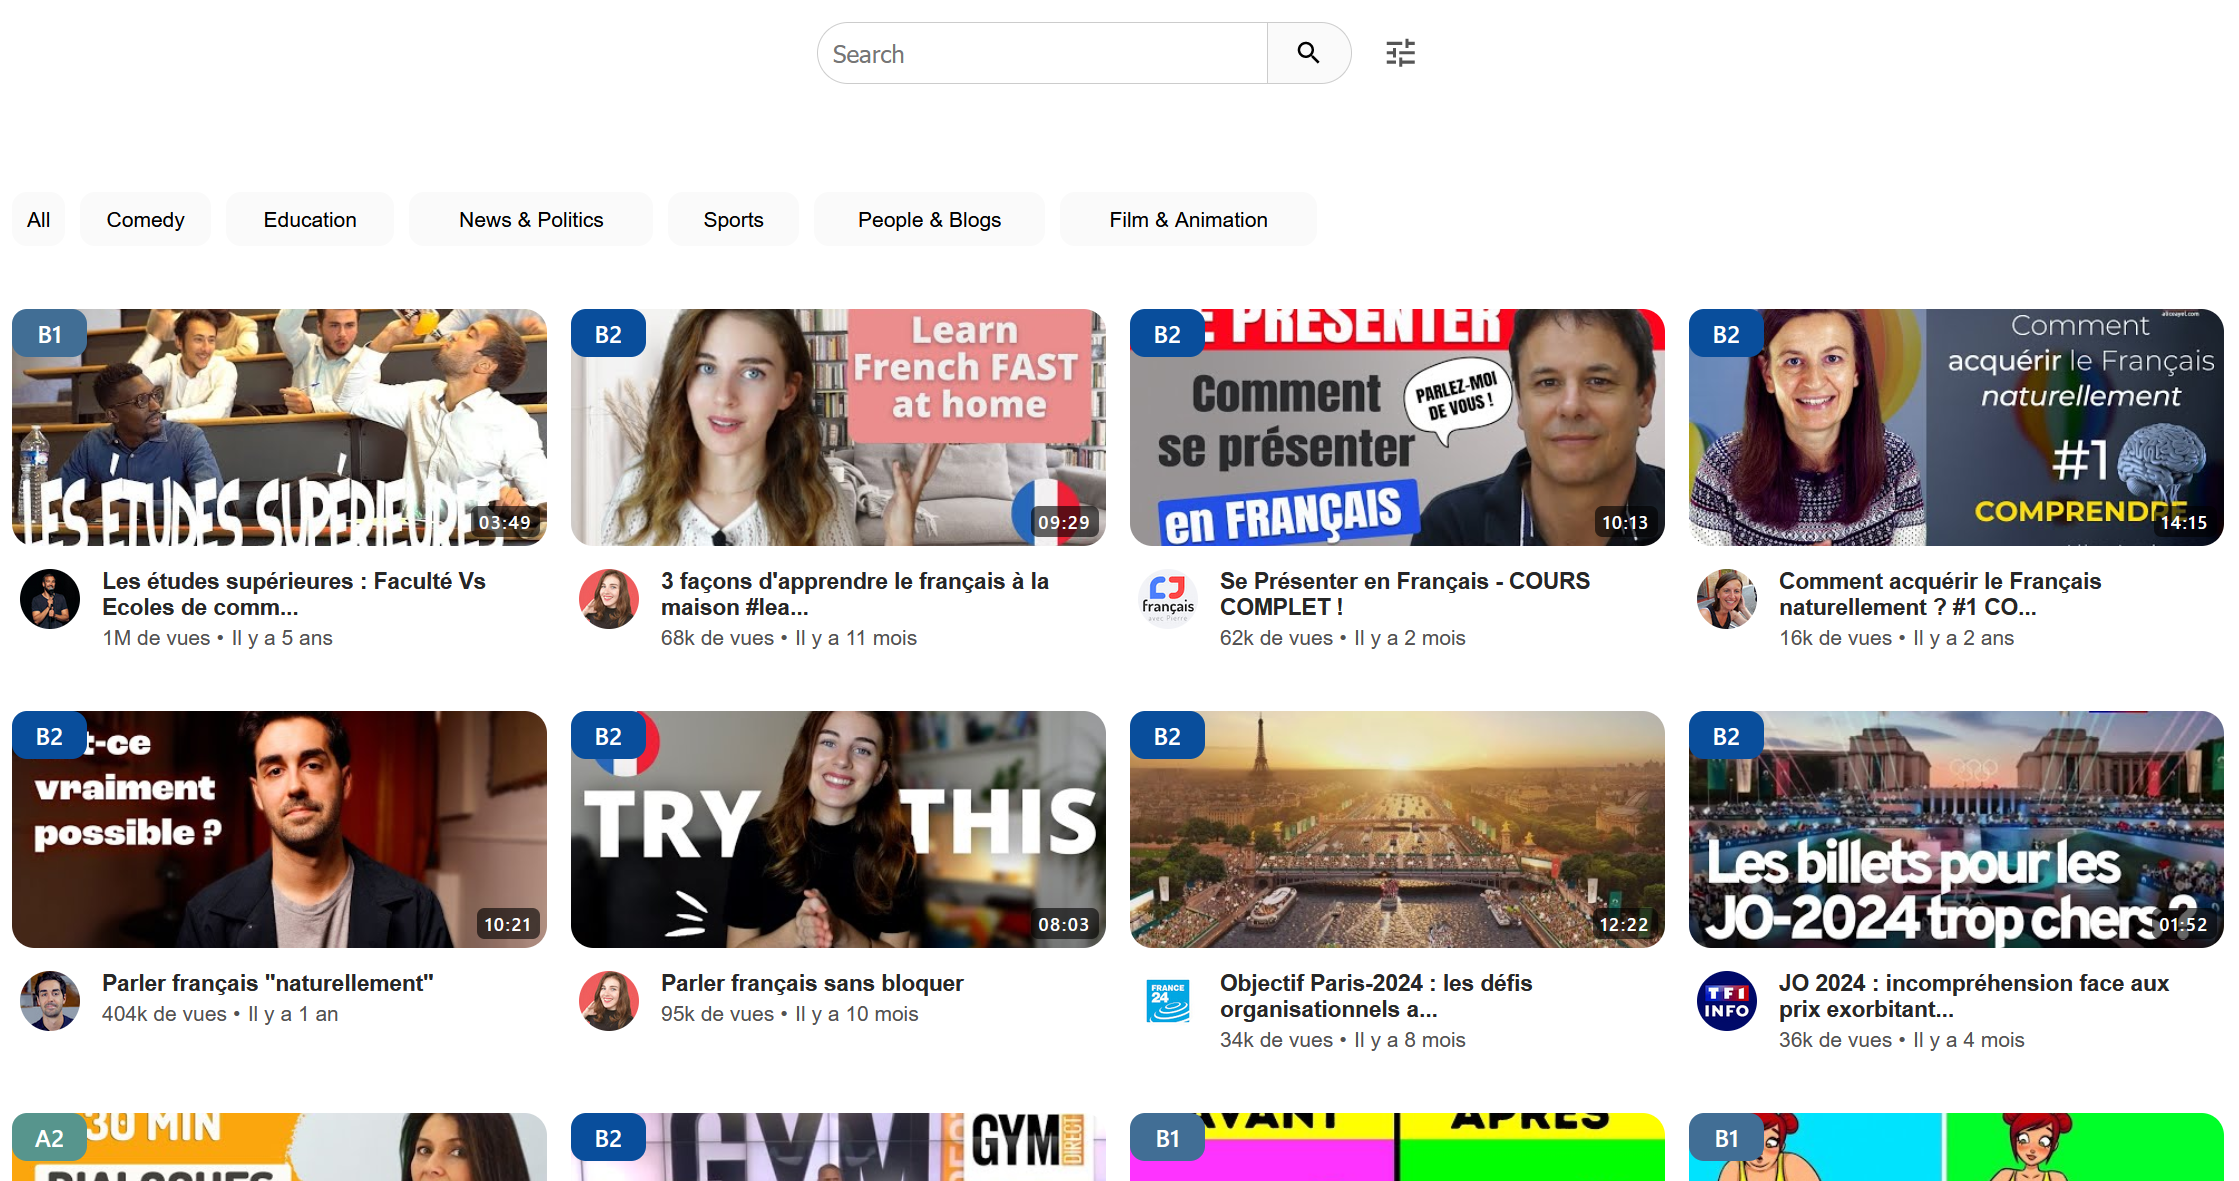 Search
All
Comedy
Education
News & Politics
Sports
People & Blogs
Film & Animation
B1
LES ÉTUDES SUPÉRIEURES
03:49
Les études supérieures : Faculté Vs
Ecoles de comm...
1M de vues • Il y a 5 ans
B2
Learn
French FAST
at home
09:29
3 façons d'apprendre le français à la
maison #lea...
68k de vues • Il y a 11 mois
B2
E PRÉSENTER
Comment
se présenter
en FRANÇAIS
PARLEZ-MOI
DE VOUS !
10:13
français
avec Pierre
Se Présenter en Français - COURS
COMPLET !
62k de vues • Il y a 2 mois
B2
aliceayel.com
Comment
acquérir le Français
naturellement
#1
COMPRENDRE
14:15
Comment acquérir le Français
naturellement ? #1 CO...
16k de vues • Il y a 2 ans
B2
t-ce
vraiment
possible ?
10:21
Parler français "naturellement"
404k de vues • Il y a 1 an
B2
TRY THIS
08:03
Parler français sans bloquer
95k de vues • Il y a 10 mois
B2
12:22
FRANCE
24
Objectif Paris-2024 : les défis
organisationnels a...
34k de vues • Il y a 8 mois
B2
Les billets pour les
JO-2024 trop chers ?
01:52
TF1
INFO
JO 2024 : incompréhension face aux
prix exorbitant...
36k de vues • Il y a 4 mois
A2
30 MIN
DIALOGUES
B2
GYM
GYM DIRECT
B1
AVANT
APRÈS
B1